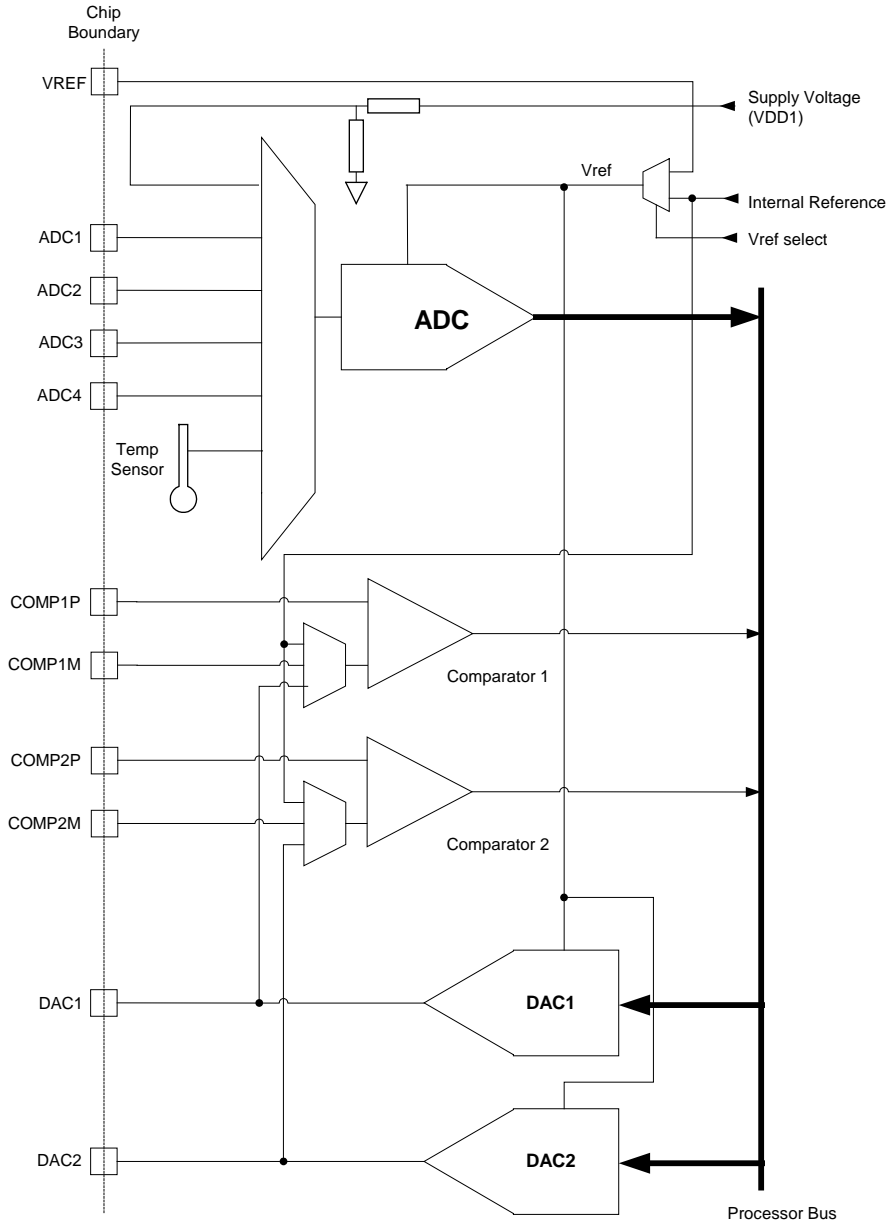 Chip
Boundary
VREF
Supply Voltage
(VDD1)
Vref
Internal Reference
Vref select
ADC1
ADC2
ADC
ADC3
ADC4
Temp
Sensor
COMP1P
COMP1M
Comparator 1
COMP2P
COMP2M
Comparator 2
DAC1
DAC1
DAC2
DAC2
Processor Bus